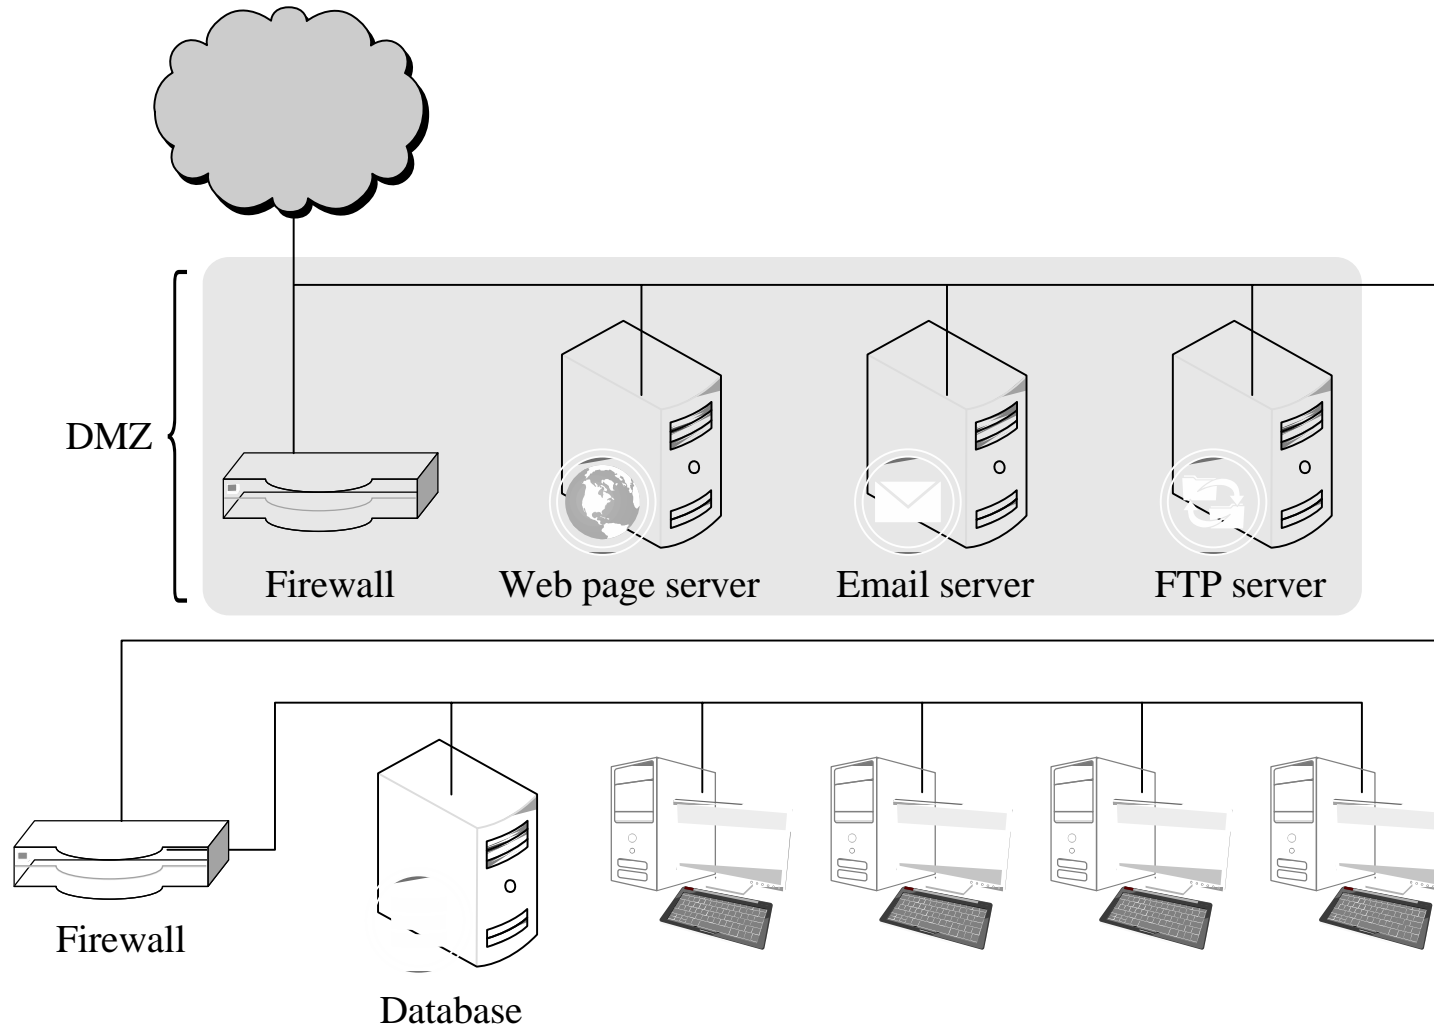 DMZ
Firewall
Web page server
Email server
FTP server
Firewall
Database